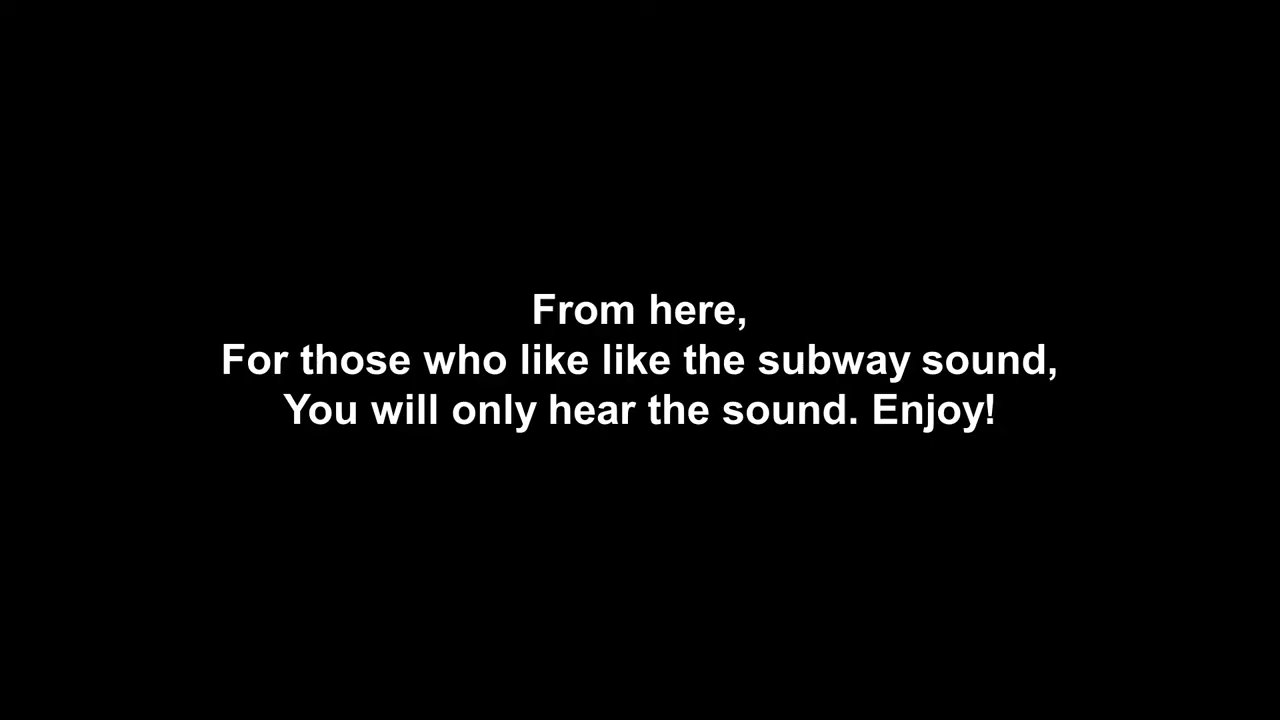 From here,
For those who like like the subway sound,
You will only hear the sound. Enjoy!